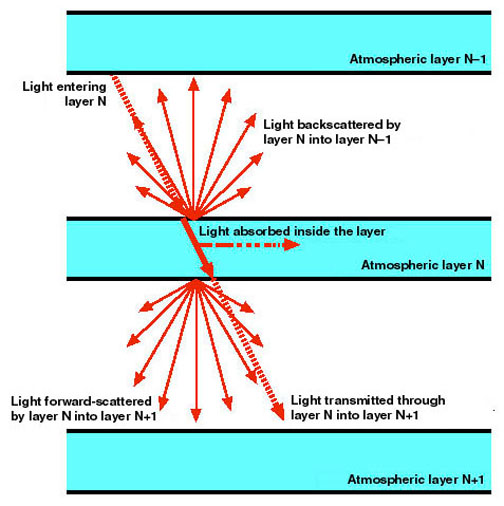 Atmospheric layer N–1
Light entering
layer N
Light backscattered by
layer N into layer N–1
Light absorbed inside the layer
Atmospheric layer N
Light forward-scattered
by layer N into layer N+1
Light transmitted through
layer N into layer N+1
Atmospheric layer N+1